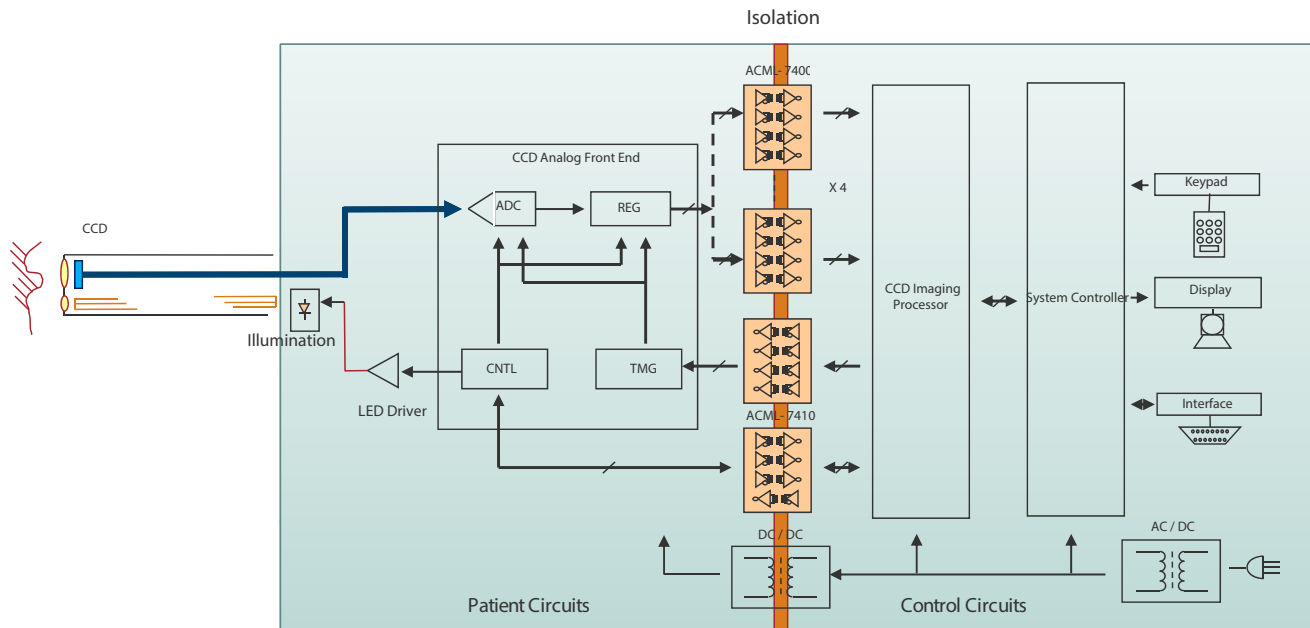 Isolation
ACML- 7400
CCD Analog Front End
ADC
REG
X 4
Keypad
CCD
CCD Imaging
Processor
System Controller
Display
Illumination
CNTL
TMG
LED Driver
ACML- 7410
Interface
DC / DC
AC / DC
Patient Circuits
Control Circuits